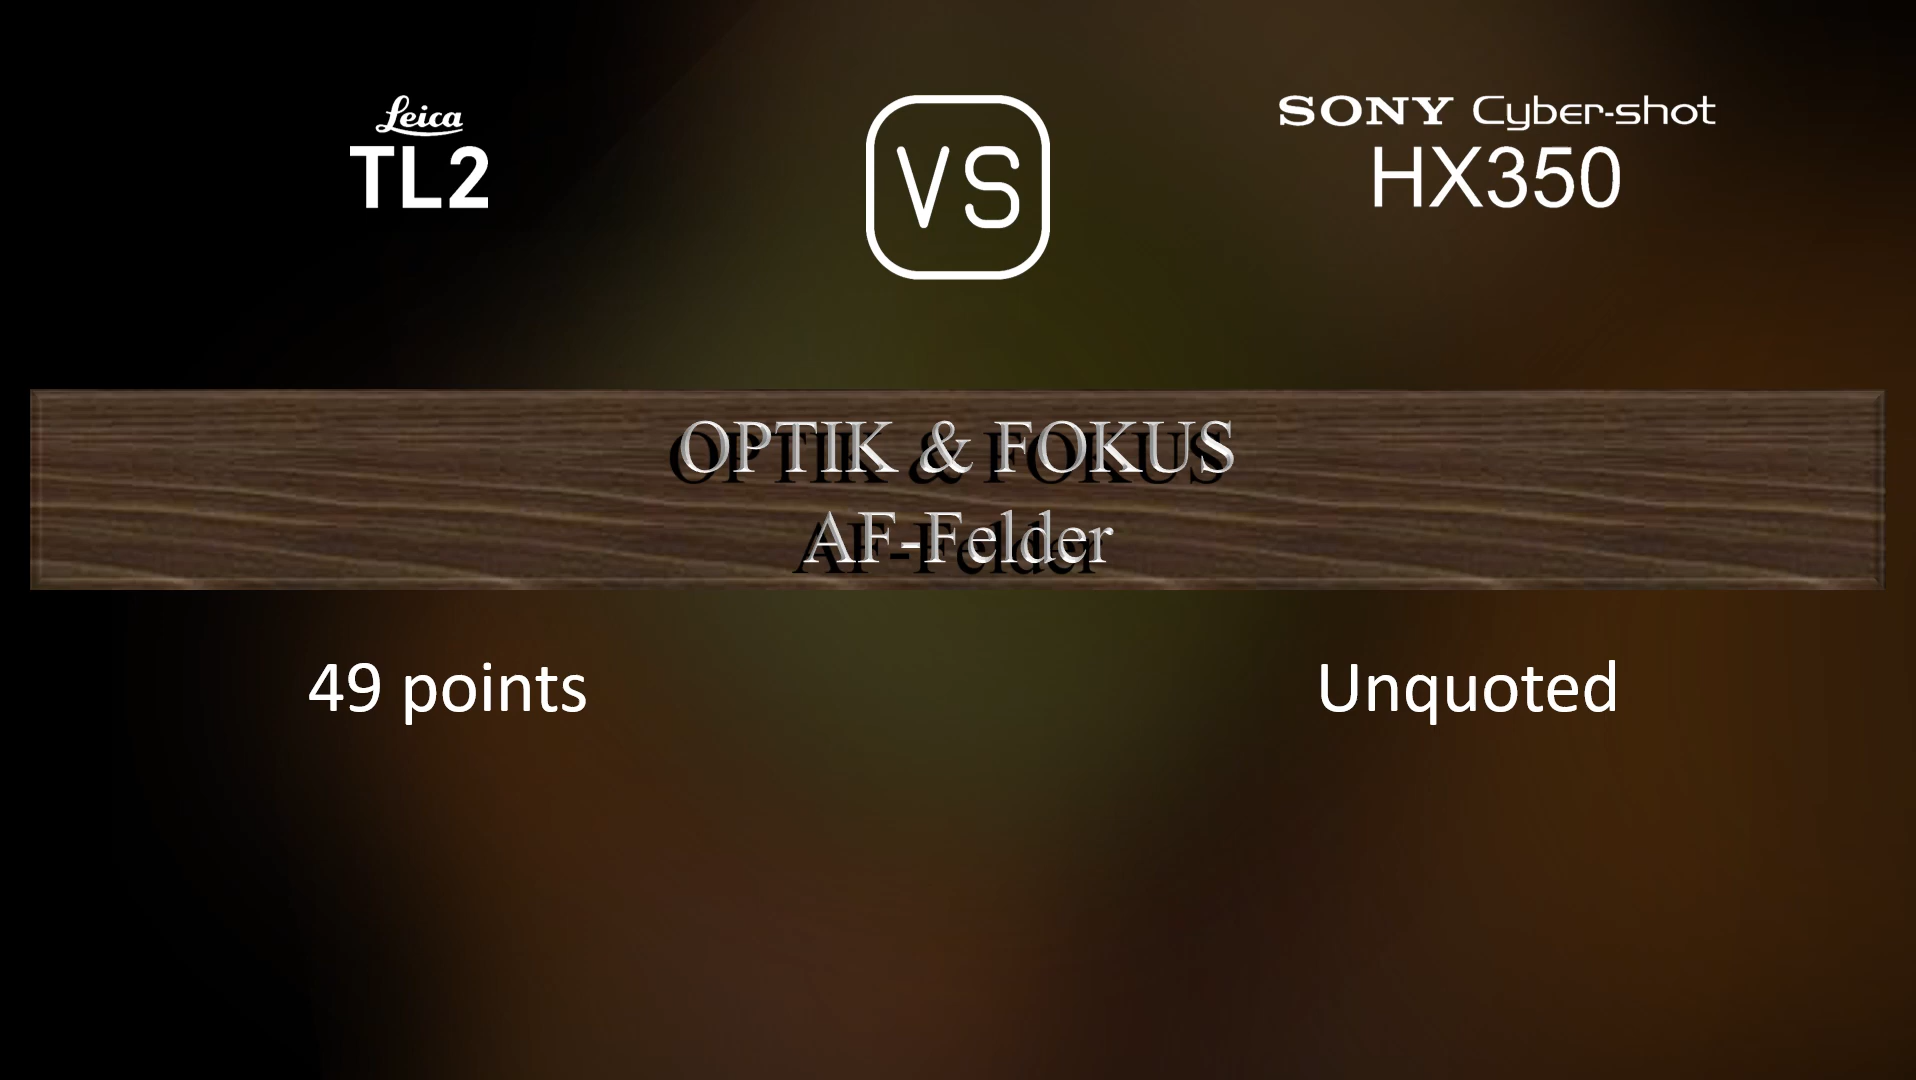 Leica
TL2
VS
SONY Cyber-shot
HX350
OPTIK & FOKUS
AF-Felder
49 points
Unquoted